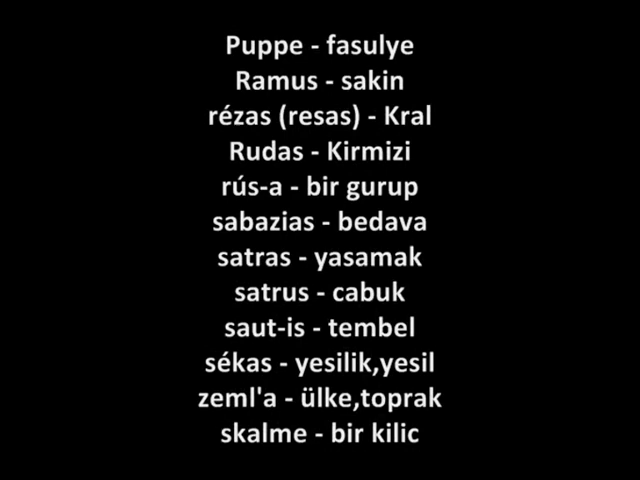 Puppe - fasulye
Ramus - sakin
rézas (resas) - Kral
Rudas - Kirmizi
rús-a - bir gurup
sabazias - bedava
satras - yasamak
satrus - cabuk
saut-is - tembel
sékas - yesilik,yesil
zeml'a - ülke,toprak
skalme - bir kilic